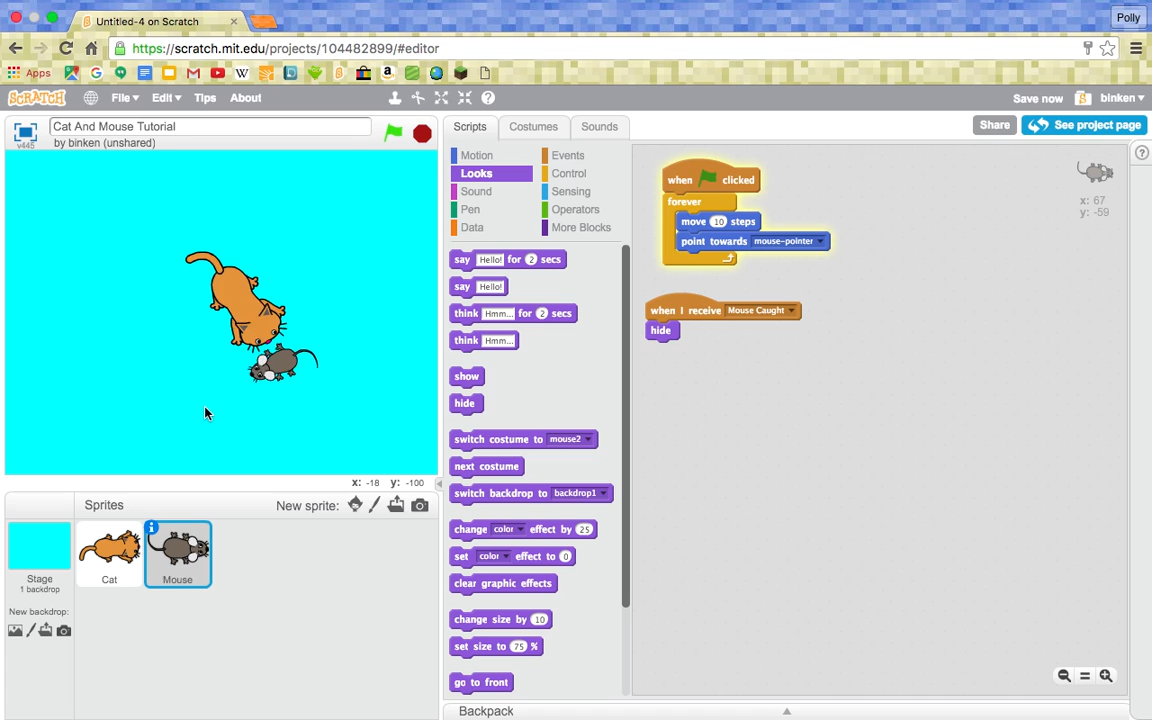 Polly
Untitled-4 on Scratch
https://scratch.mit.edu/projects/104482899/#editor
Apps
SCRATCH File Edit Tips About Save now binken
v445
Cat And Mouse Tutorial
by binken (unshared)
Scripts Costumes Sounds Share See project page
Motion Events
Looks Control
Sound Sensing
Pen Operators
Data More Blocks
say Hello! for 2 secs
say Hello!
think Hmm... for 2 secs
think Hmm...
show
hide
switch costume to mouse2
next costume
switch backdrop to backdrop1
change color effect by 25
set color effect to 0
clear graphic effects
change size by 10
set size to 75 %
go to front
when clicked
forever
move 10 steps
point towards mouse-pointer
when I receive Mouse Caught
hide
x: 67
y: -59
x: -18 y: -100
Sprites New sprite:
Stage
1 backdrop
New backdrop:
Cat
Mouse
Backpack